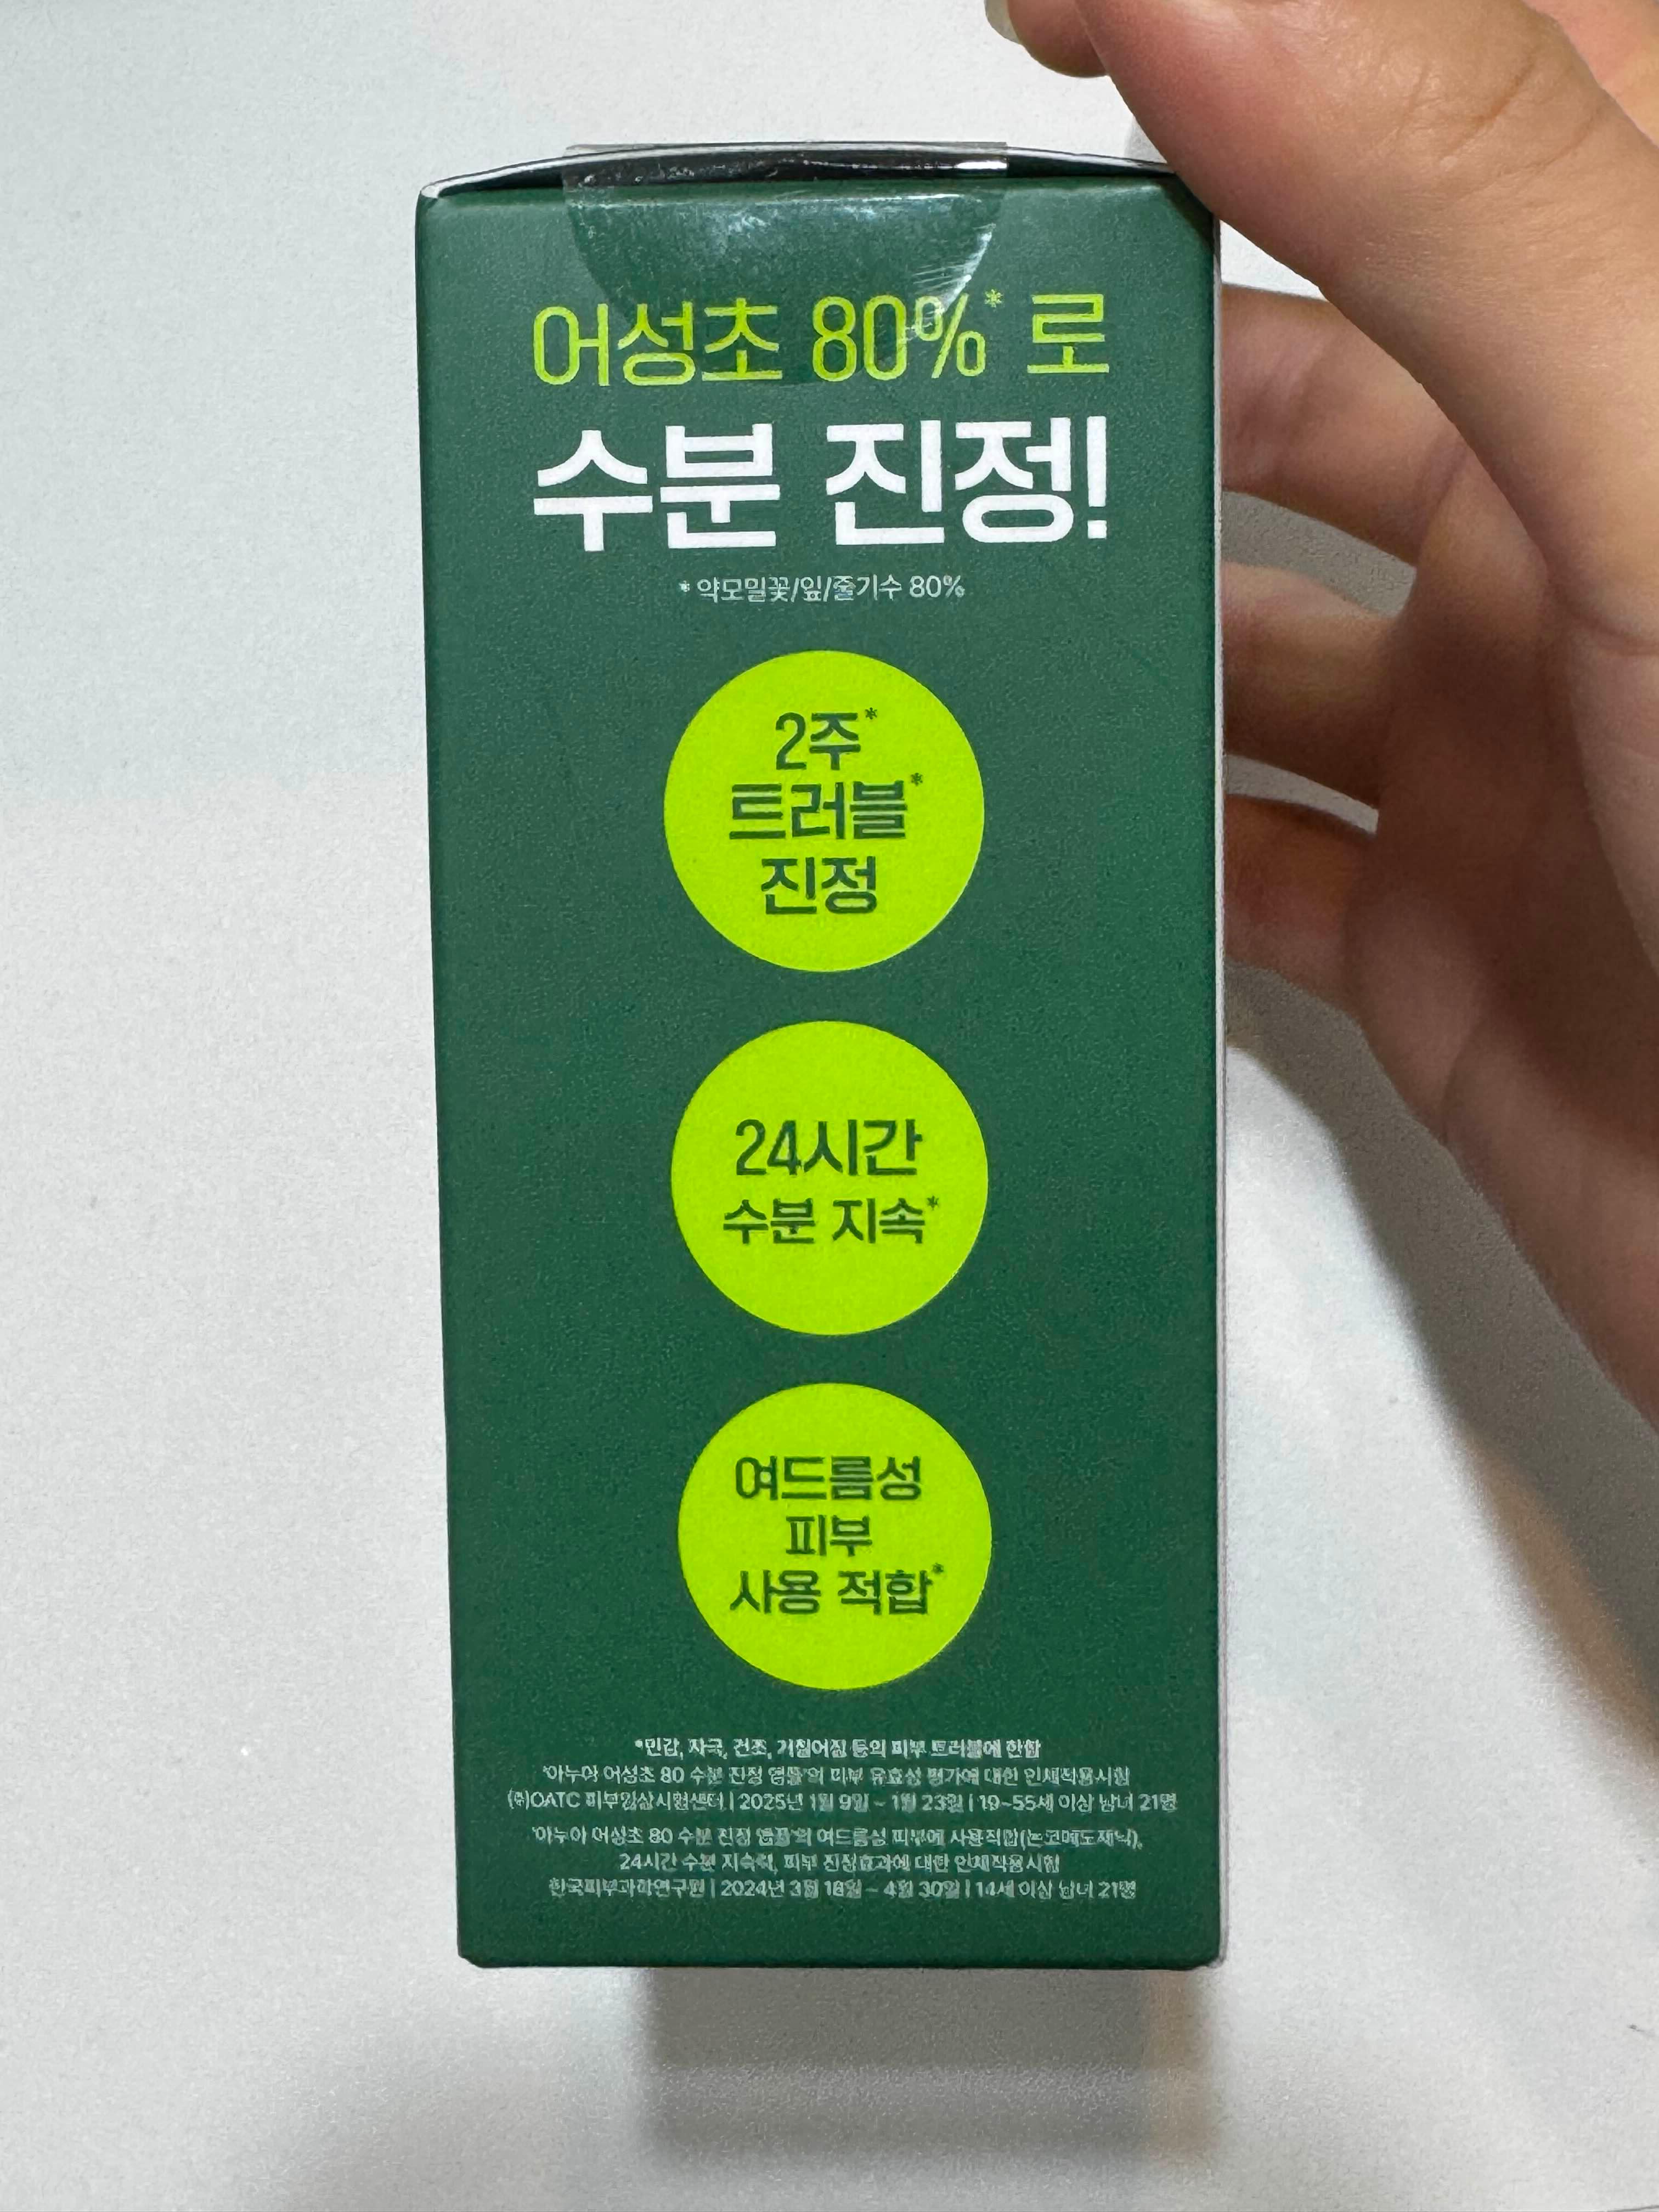 어성초 80%* 로
수분 진정!
* 약모밀꽃/잎/줄기수 80%
2주*
트러블*
진정
24시간
수분 지속*
여드름성
피부
사용 적합*
*민감, 자극, 건조, 거칠어짐 등의 피부 트러블에 한함
'아누아 어성초 80 수분 진정 앰플'의 피부 유효성 평가에 대한 인체적용시험
(주)OATC 피부임상시험센터 | 2025년 1월 9일 ~ 1월 23일 | 19~55세 이상 남녀 21명
'아누아 어성초 80 수분 진정 앰플'의 여드름성 피부에 사용적합(논코메도제닉),
24시간 수분 지속력, 피부 진정효과에 대한 인체적용시험
한국피부과학연구원 | 2024년 3월 18일 ~ 4월 30일 | 14세 이상 남녀 21명